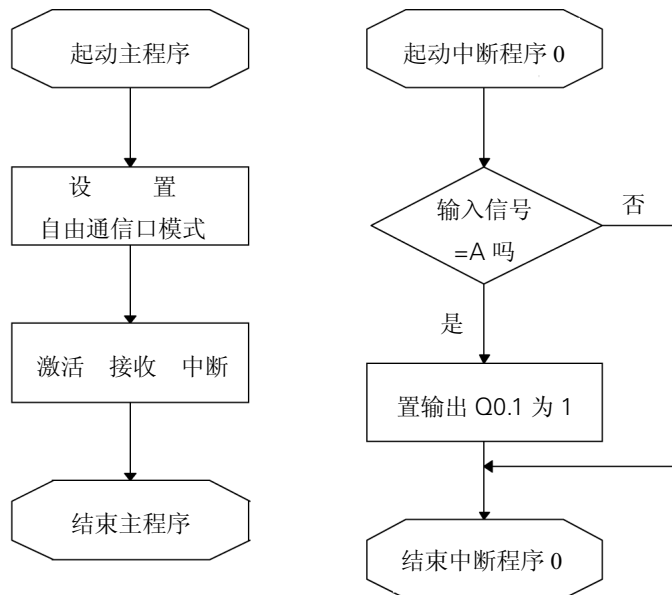 起动主程序
设 置
自由通信口模式
激活 接收 中断
结束主程序
起动中断程序 0
输入信号
=A 吗
否
是
置输出 Q0.1 为 1
结束中断程序 0